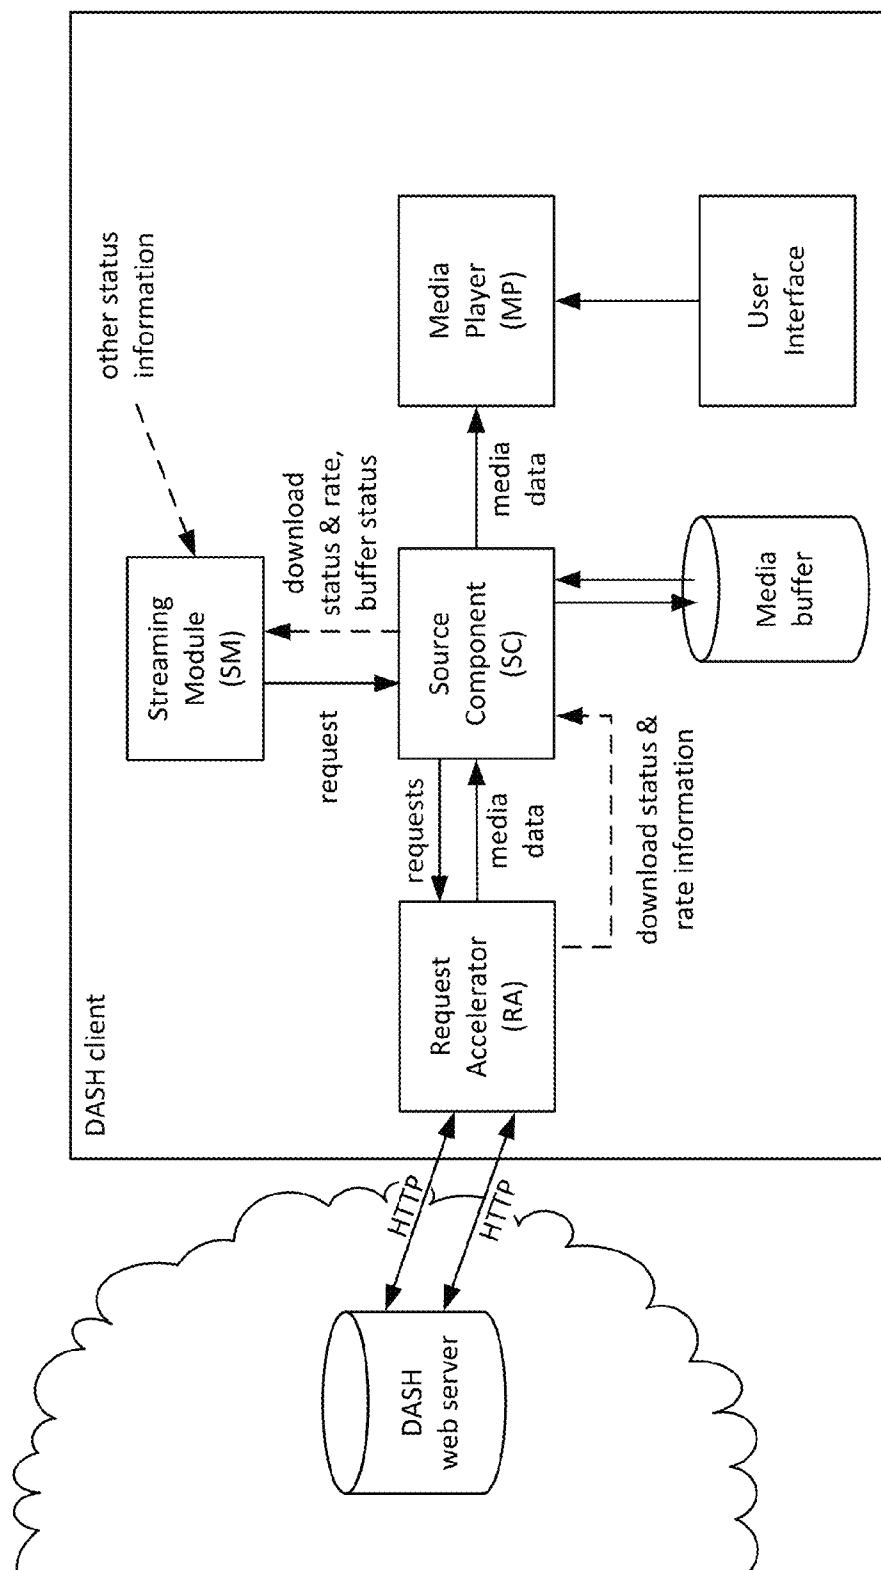 DASH client
other status
information
Streaming
Module
(SM)
download
status & rate,
buffer status
request
DASH
web server
HTTP
HTTP
Request
Accelerator
(RA)
requests
media
data
Source
Component
(SC)
media
data
Media
Player
(MP)
download status &
rate information
Media
buffer
User
Interface